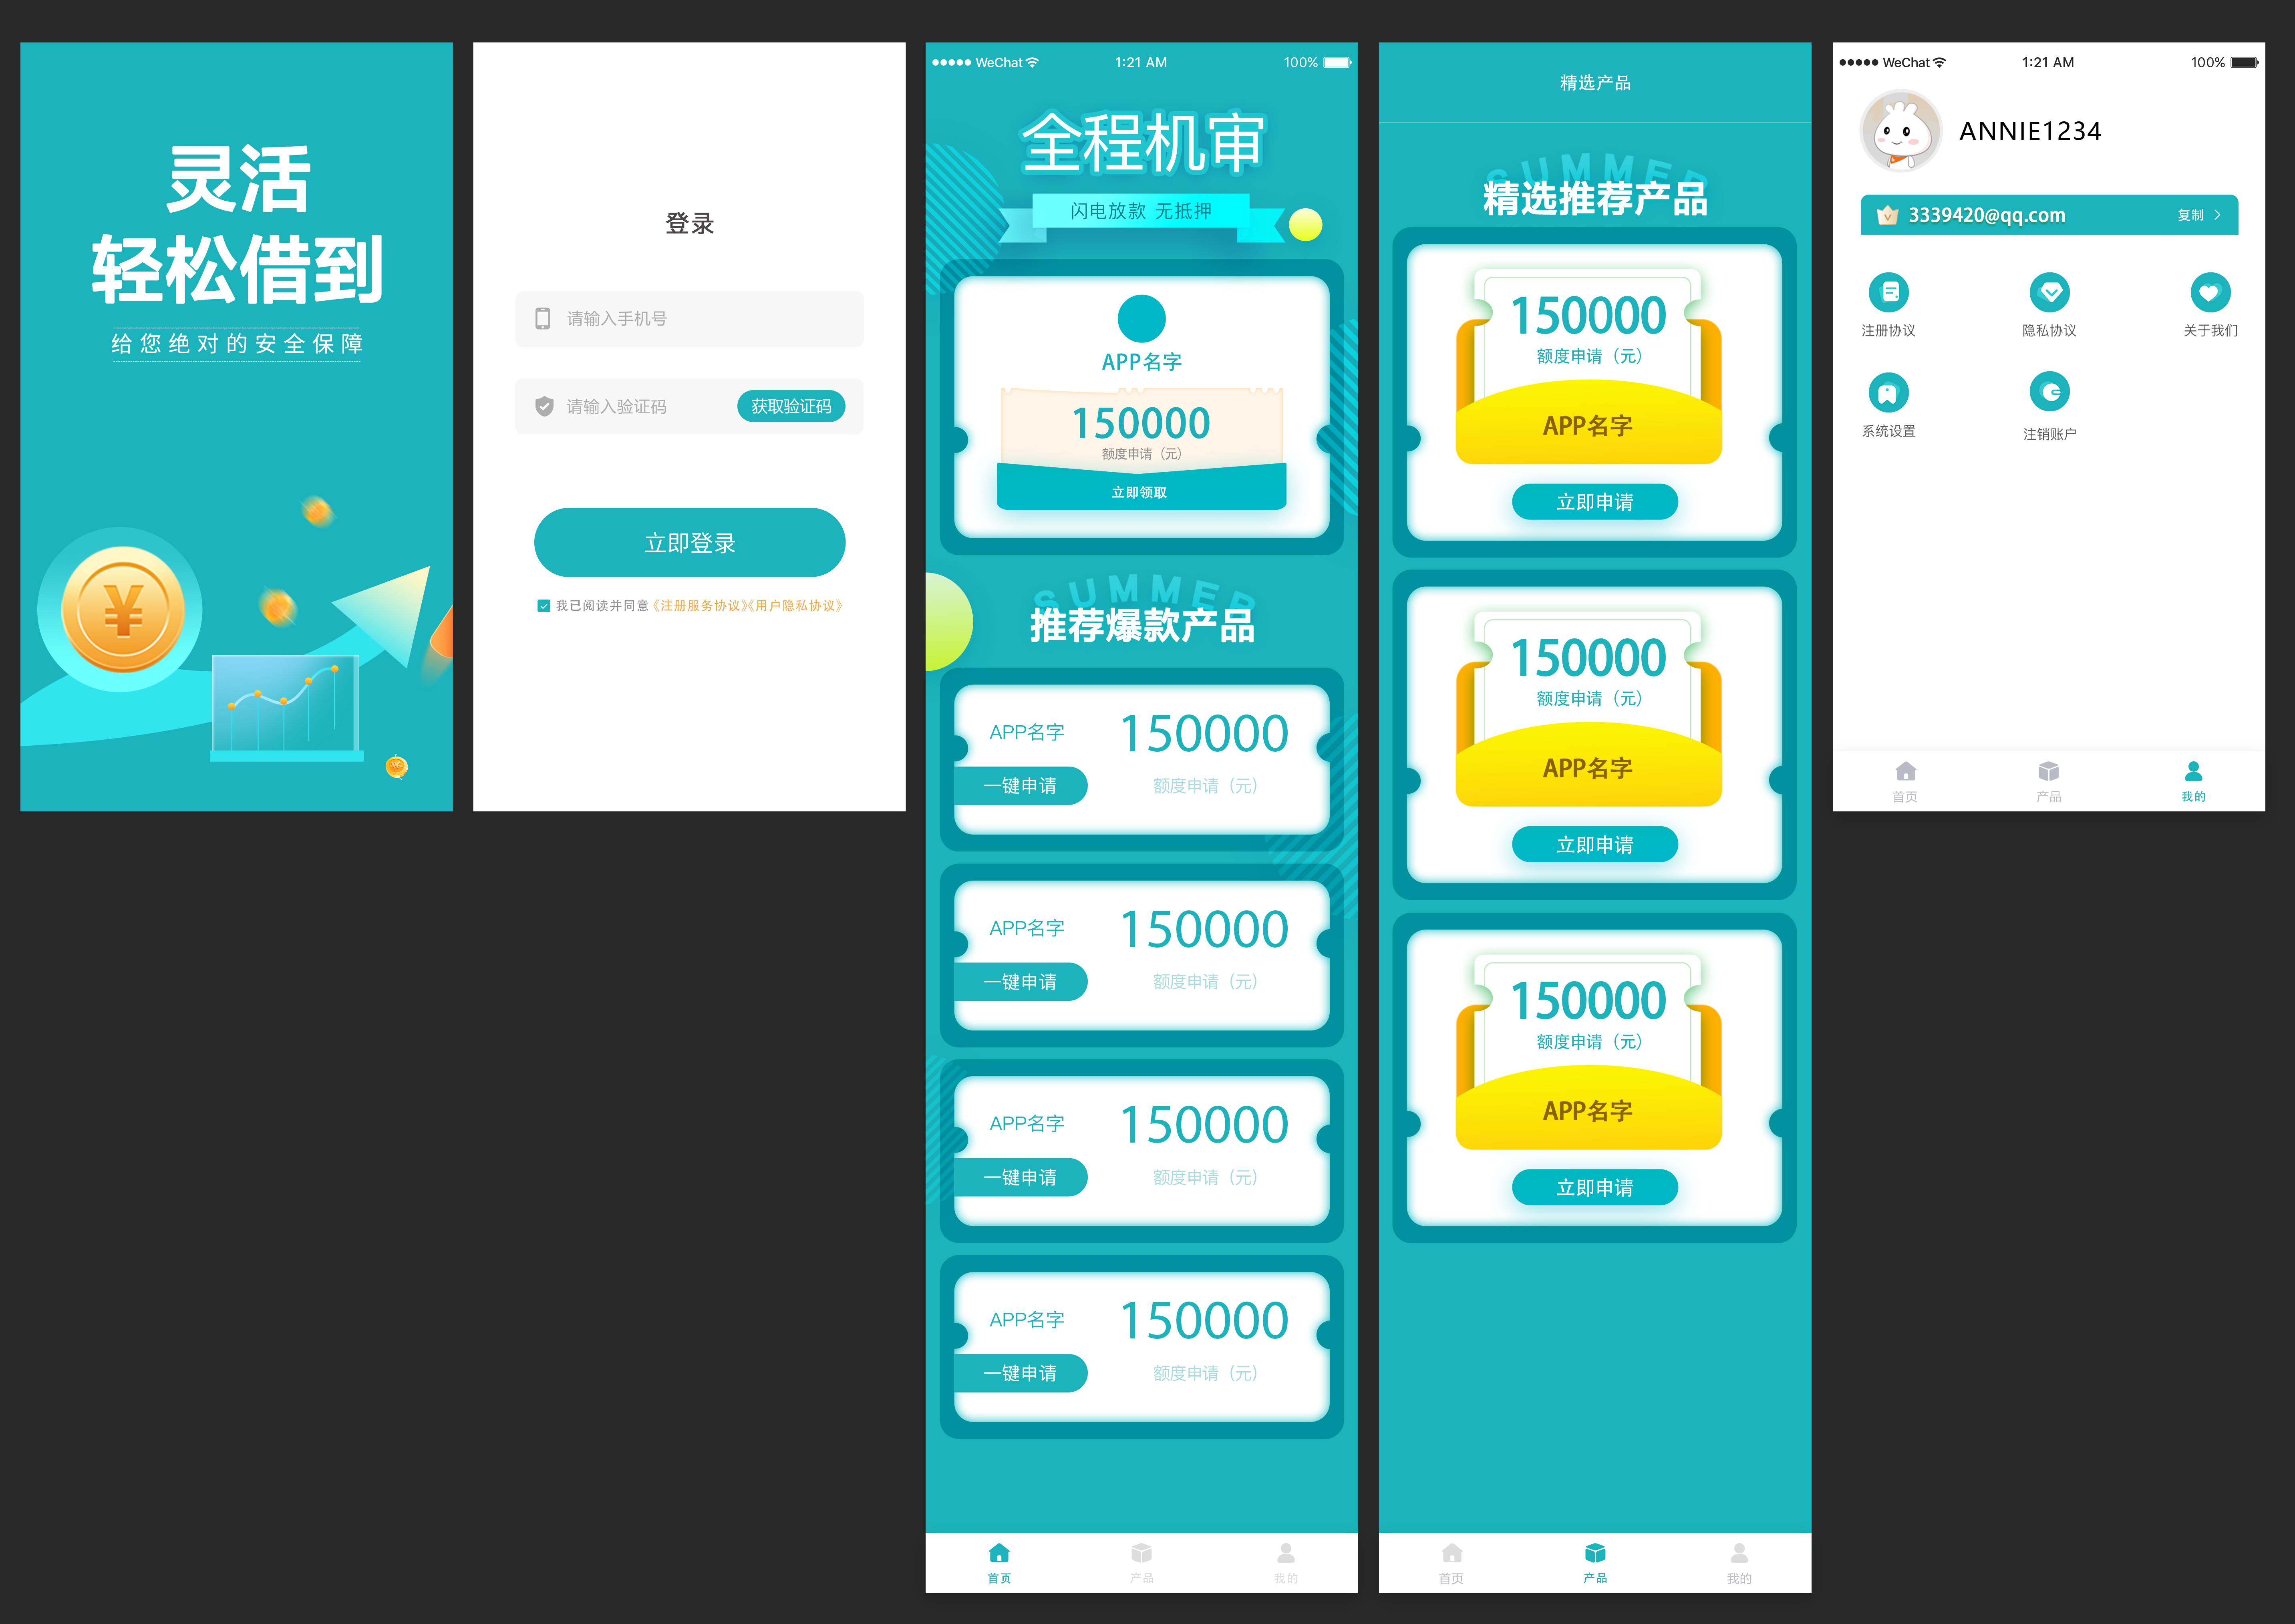 灵活
轻松借到
给您绝对的安全保障
登录
请输入手机号
请输入验证码
获取验证码
立即登录
我已阅读并同意《注册服务协议》《用户隐私协议》
WeChat 1:21 AM 100%
全程机审
闪电放款 无抵押
APP名字
150000
额度申请（元）
立即领取
SUMMER
推荐爆款产品
APP名字 150000
一键申请 额度申请（元）
APP名字 150000
一键申请 额度申请（元）
APP名字 150000
一键申请 额度申请（元）
APP名字 150000
一键申请 额度申请（元）
首页 产品 我的
精选产品
SUMMER
精选推荐产品
150000
额度申请（元）
APP名字
立即申请
150000
额度申请（元）
APP名字
立即申请
150000
额度申请（元）
APP名字
立即申请
首页 产品 我的
WeChat 1:21 AM 100%
ANNIE1234
3339420@qq.com 复制
注册协议 隐私协议 关于我们
系统设置 注销账户
首页 产品 我的